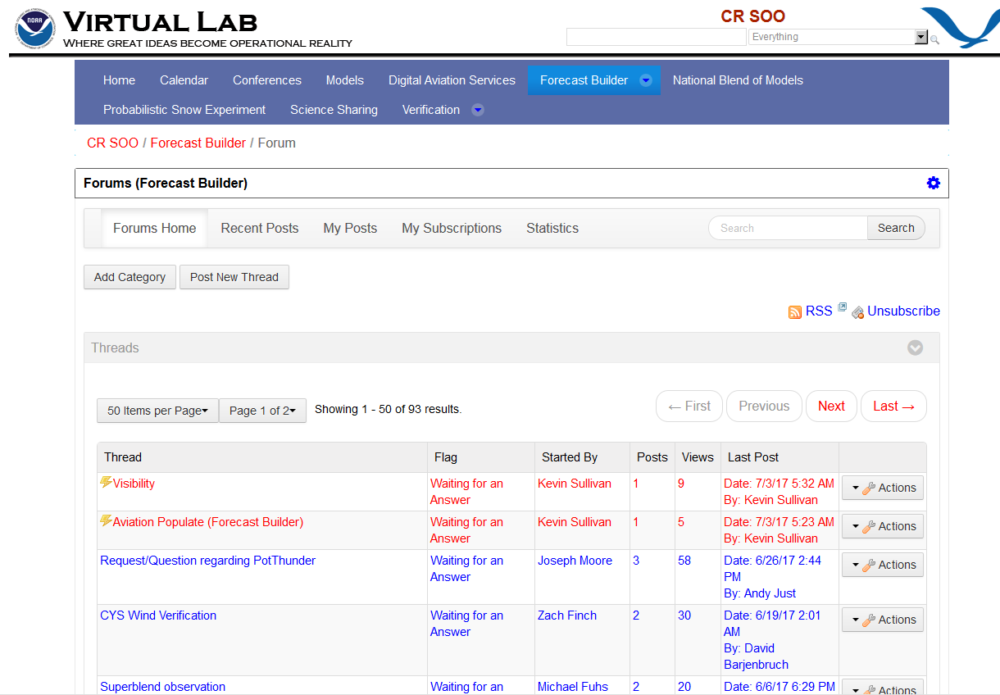 NOAA
VIRTUAL LAB
WHERE GREAT IDEAS BECOME OPERATIONAL REALITY
CR SOO
Everything
Home Calendar Conferences Models Digital Aviation Services Forecast Builder National Blend of Models
Probabilistic Snow Experiment Science Sharing Verification
CR SOO / Forecast Builder / Forum
Forums (Forecast Builder)
Forums Home Recent Posts My Posts My Subscriptions Statistics Search Search
Add Category Post New Thread
RSS Unsubscribe
Threads
50 Items per Page Page 1 of 2 Showing 1 - 50 of 93 results. ← First Previous Next Last →
Thread Flag Started By Posts Views Last Post
Visibility Waiting for an Kevin Sullivan 1 9 Date: 7/3/17 5:32 AM Actions
Answer By: Kevin Sullivan
Aviation Populate (Forecast Builder) Waiting for an Kevin Sullivan 1 5 Date: 7/3/17 5:23 AM Actions
Answer By: Kevin Sullivan
Request/Question regarding PotThunder Waiting for an Joseph Moore 3 58 Date: 6/26/17 2:44 Actions
Answer PM
By: Andy Just
CYS Wind Verification Waiting for an Zach Finch 2 30 Date: 6/19/17 2:01 Actions
Answer AM
By: David
Barjenbruch
Superblend observation Waiting for an Michael Fuhs 2 20 Date: 6/6/17 6:29 PM Actions